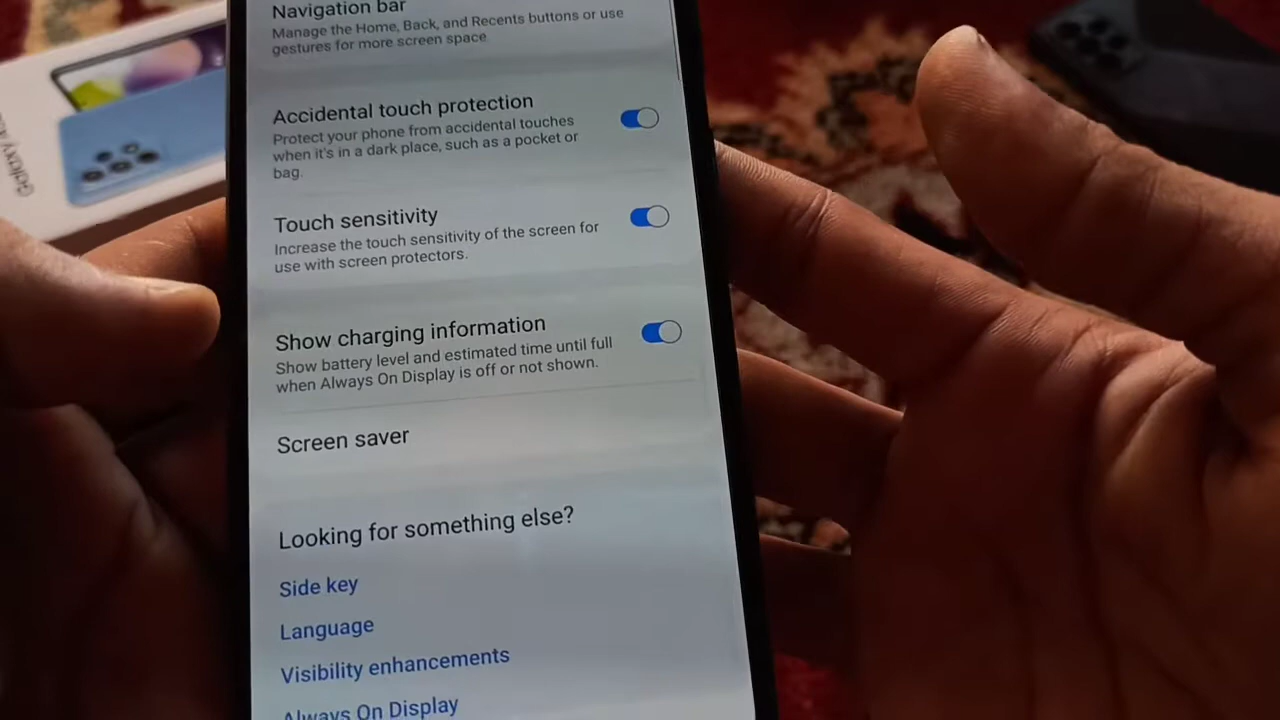 Navigation bar
Manage the Home, Back, and Recents buttons or use
gestures for more screen space
Accidental touch protection
Protect your phone from accidental touches
when it's in a dark place, such as a pocket or
bag.
Touch sensitivity
Increase the touch sensitivity of the screen for
use with screen protectors.
Show charging information
Show battery level and estimated time until full
when Always On Display is off or not shown.
Screen saver
Looking for something else?
Side key
Language
Visibility enhancements
Always On Display
Galaxy